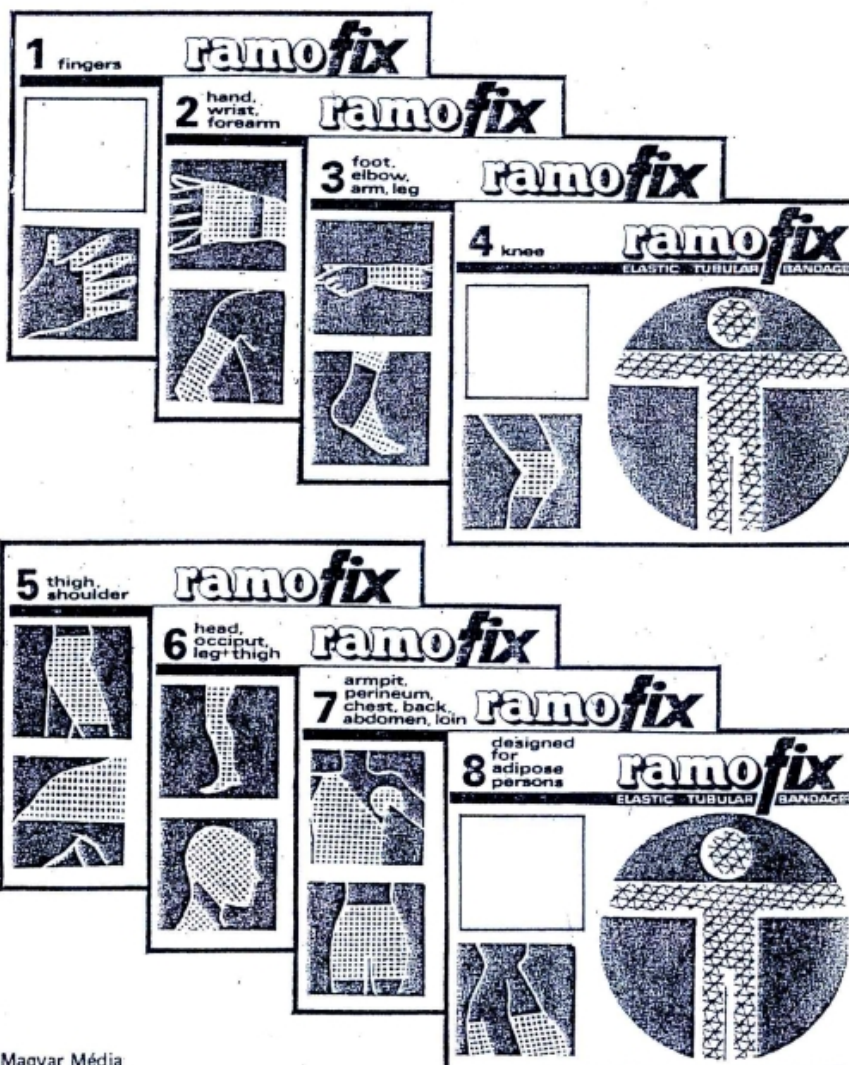 1 fingers
ramofix
2 hand,
wrist,
forearm
ramofix
3 foot,
elbow,
arm, leg
ramofix
4 knee
ramofix
ELASTIC TUBULAR BANDAGE
5 thigh,
shoulder
ramofix
6 head,
occiput,
leg+thigh
ramofix
7 armpit,
perineum,
chest, back,
abdomen, loin
ramofix
8 designed
for
adipose
persons
ramofix
ELASTIC TUBULAR BANDAGE
Magyar Média